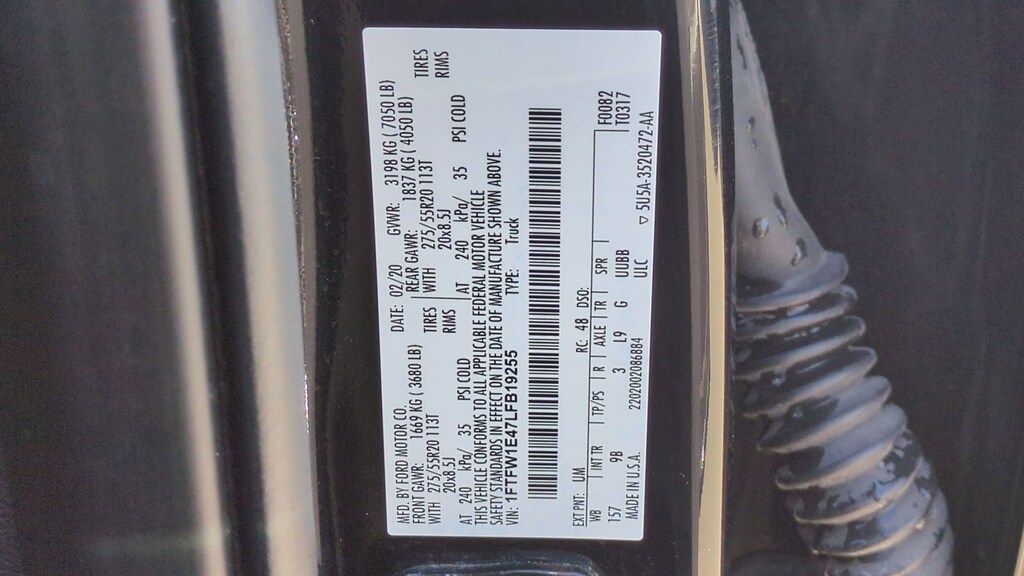 MFD. BY FORD MOTOR CO. DATE: 02/20 GVWR: 3198 KG ( 7050 LB)
FRONT GAWR: 1669 KG ( 3680 LB) REAR GAWR: 1837 KG ( 4050 LB)
WITH 275/55R20 113T TIRES WITH 275/55R20 113T TIRES
20x8.5J RIMS 20x8.5J RIMS
AT 240 kPa/ 35 PSI COLD AT 240 kPa/ 35 PSI COLD
THIS VEHICLE CONFORMS TO ALL APPLICABLE FEDERAL MOTOR VEHICLE
SAFETY STANDARDS IN EFFECT ON THE DATE OF MANUFACTURE SHOWN ABOVE.
VIN: 1FTFW1E47LFB19255 TYPE: Truck
EXT PNT: UM RC: 48 DSO: F0082
WB | INT TR | TP/PS | R | AXLE | TR | SPR | T0317
157 9B 3 L9 G UUBB
MADE IN U.S.A. 22020002086884 ULC ▽ 5U5A-3520472-AA